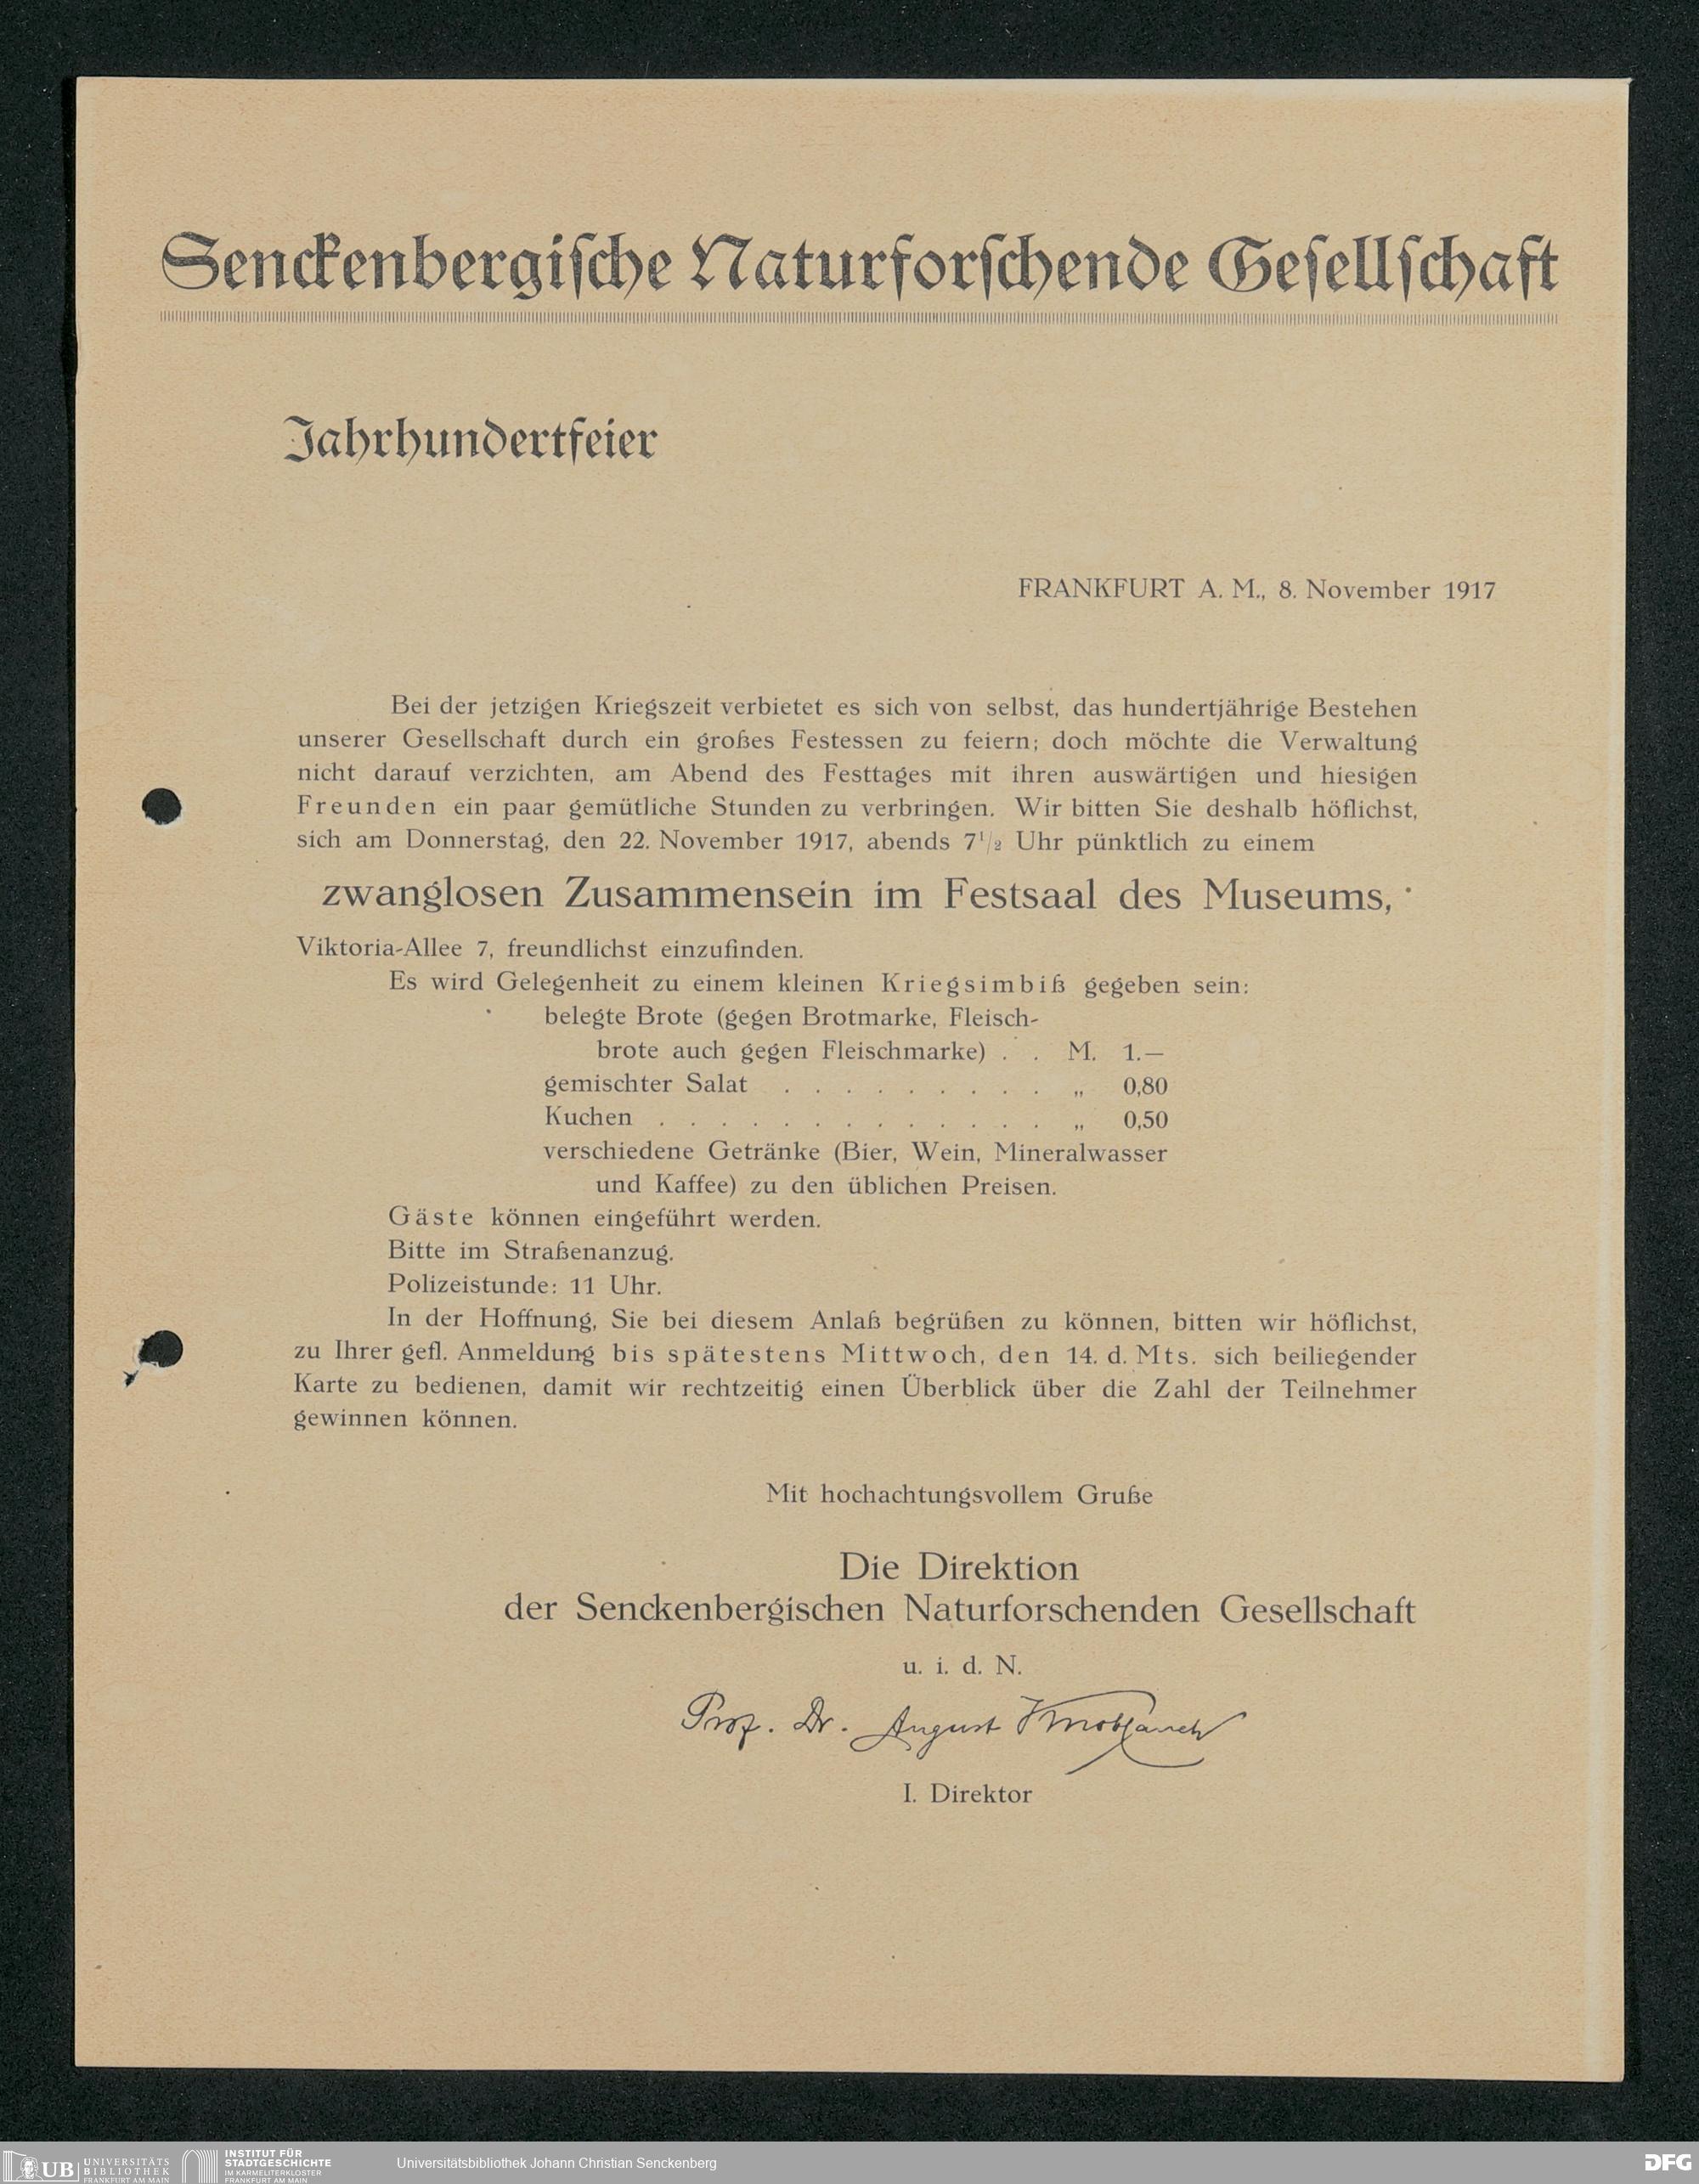 Senckenbergische Naturforschende Gesellschaft
Jahrhundertfeier
FRANKFURT A. M., 8. November 1917
Bei der jetzigen Kriegszeit verbietet es sich von selbst, das hundertjährige Bestehen
unserer Gesellschaft durch ein großes Festessen zu feiern; doch möchte die Verwaltung
nicht darauf verzichten, am Abend des Festtages mit ihren auswärtigen und hiesigen
Freunden ein paar gemütliche Stunden zu verbringen. Wir bitten Sie deshalb höflichst,
sich am Donnerstag, den 22. November 1917, abends 7 1/2 Uhr pünktlich zu einem
zwanglosen Zusammensein im Festsaal des Museums,
Viktoria-Allee 7, freundlichst einzufinden.
Es wird Gelegenheit zu einem kleinen Kriegsimbiß gegeben sein:
belegte Brote (gegen Brotmarke, Fleisch-
brote auch gegen Fleischmarke) . . M. 1.—
gemischter Salat . . . . . . . . . „ 0,80
Kuchen . . . . . . . . . . . . . „ 0,50
verschiedene Getränke (Bier, Wein, Mineralwasser
und Kaffee) zu den üblichen Preisen.
Gäste können eingeführt werden.
Bitte im Straßenanzug.
Polizeistunde: 11 Uhr.
In der Hoffnung, Sie bei diesem Anlaß begrüßen zu können, bitten wir höflichst,
zu Ihrer gefl. Anmeldung bis spätestens Mittwoch, den 14. d. Mts. sich beiliegender
Karte zu bedienen, damit wir rechtzeitig einen Überblick über die Zahl der Teilnehmer
gewinnen können.
Mit hochachtungsvollem Gruße
Die Direktion
der Senckenbergischen Naturforschenden Gesellschaft
u. i. d. N.
Prof. Dr. August Knoblauch
I. Direktor
UB UNIVERSITÄTS
BIBLIOTHEK
FRANKFURT AM MAIN
INSTITUT FÜR
STADTGESCHICHTE
IM KARMELITERKLOSTER
FRANKFURT AM MAIN
Universitätsbibliothek Johann Christian Senckenberg
DFG